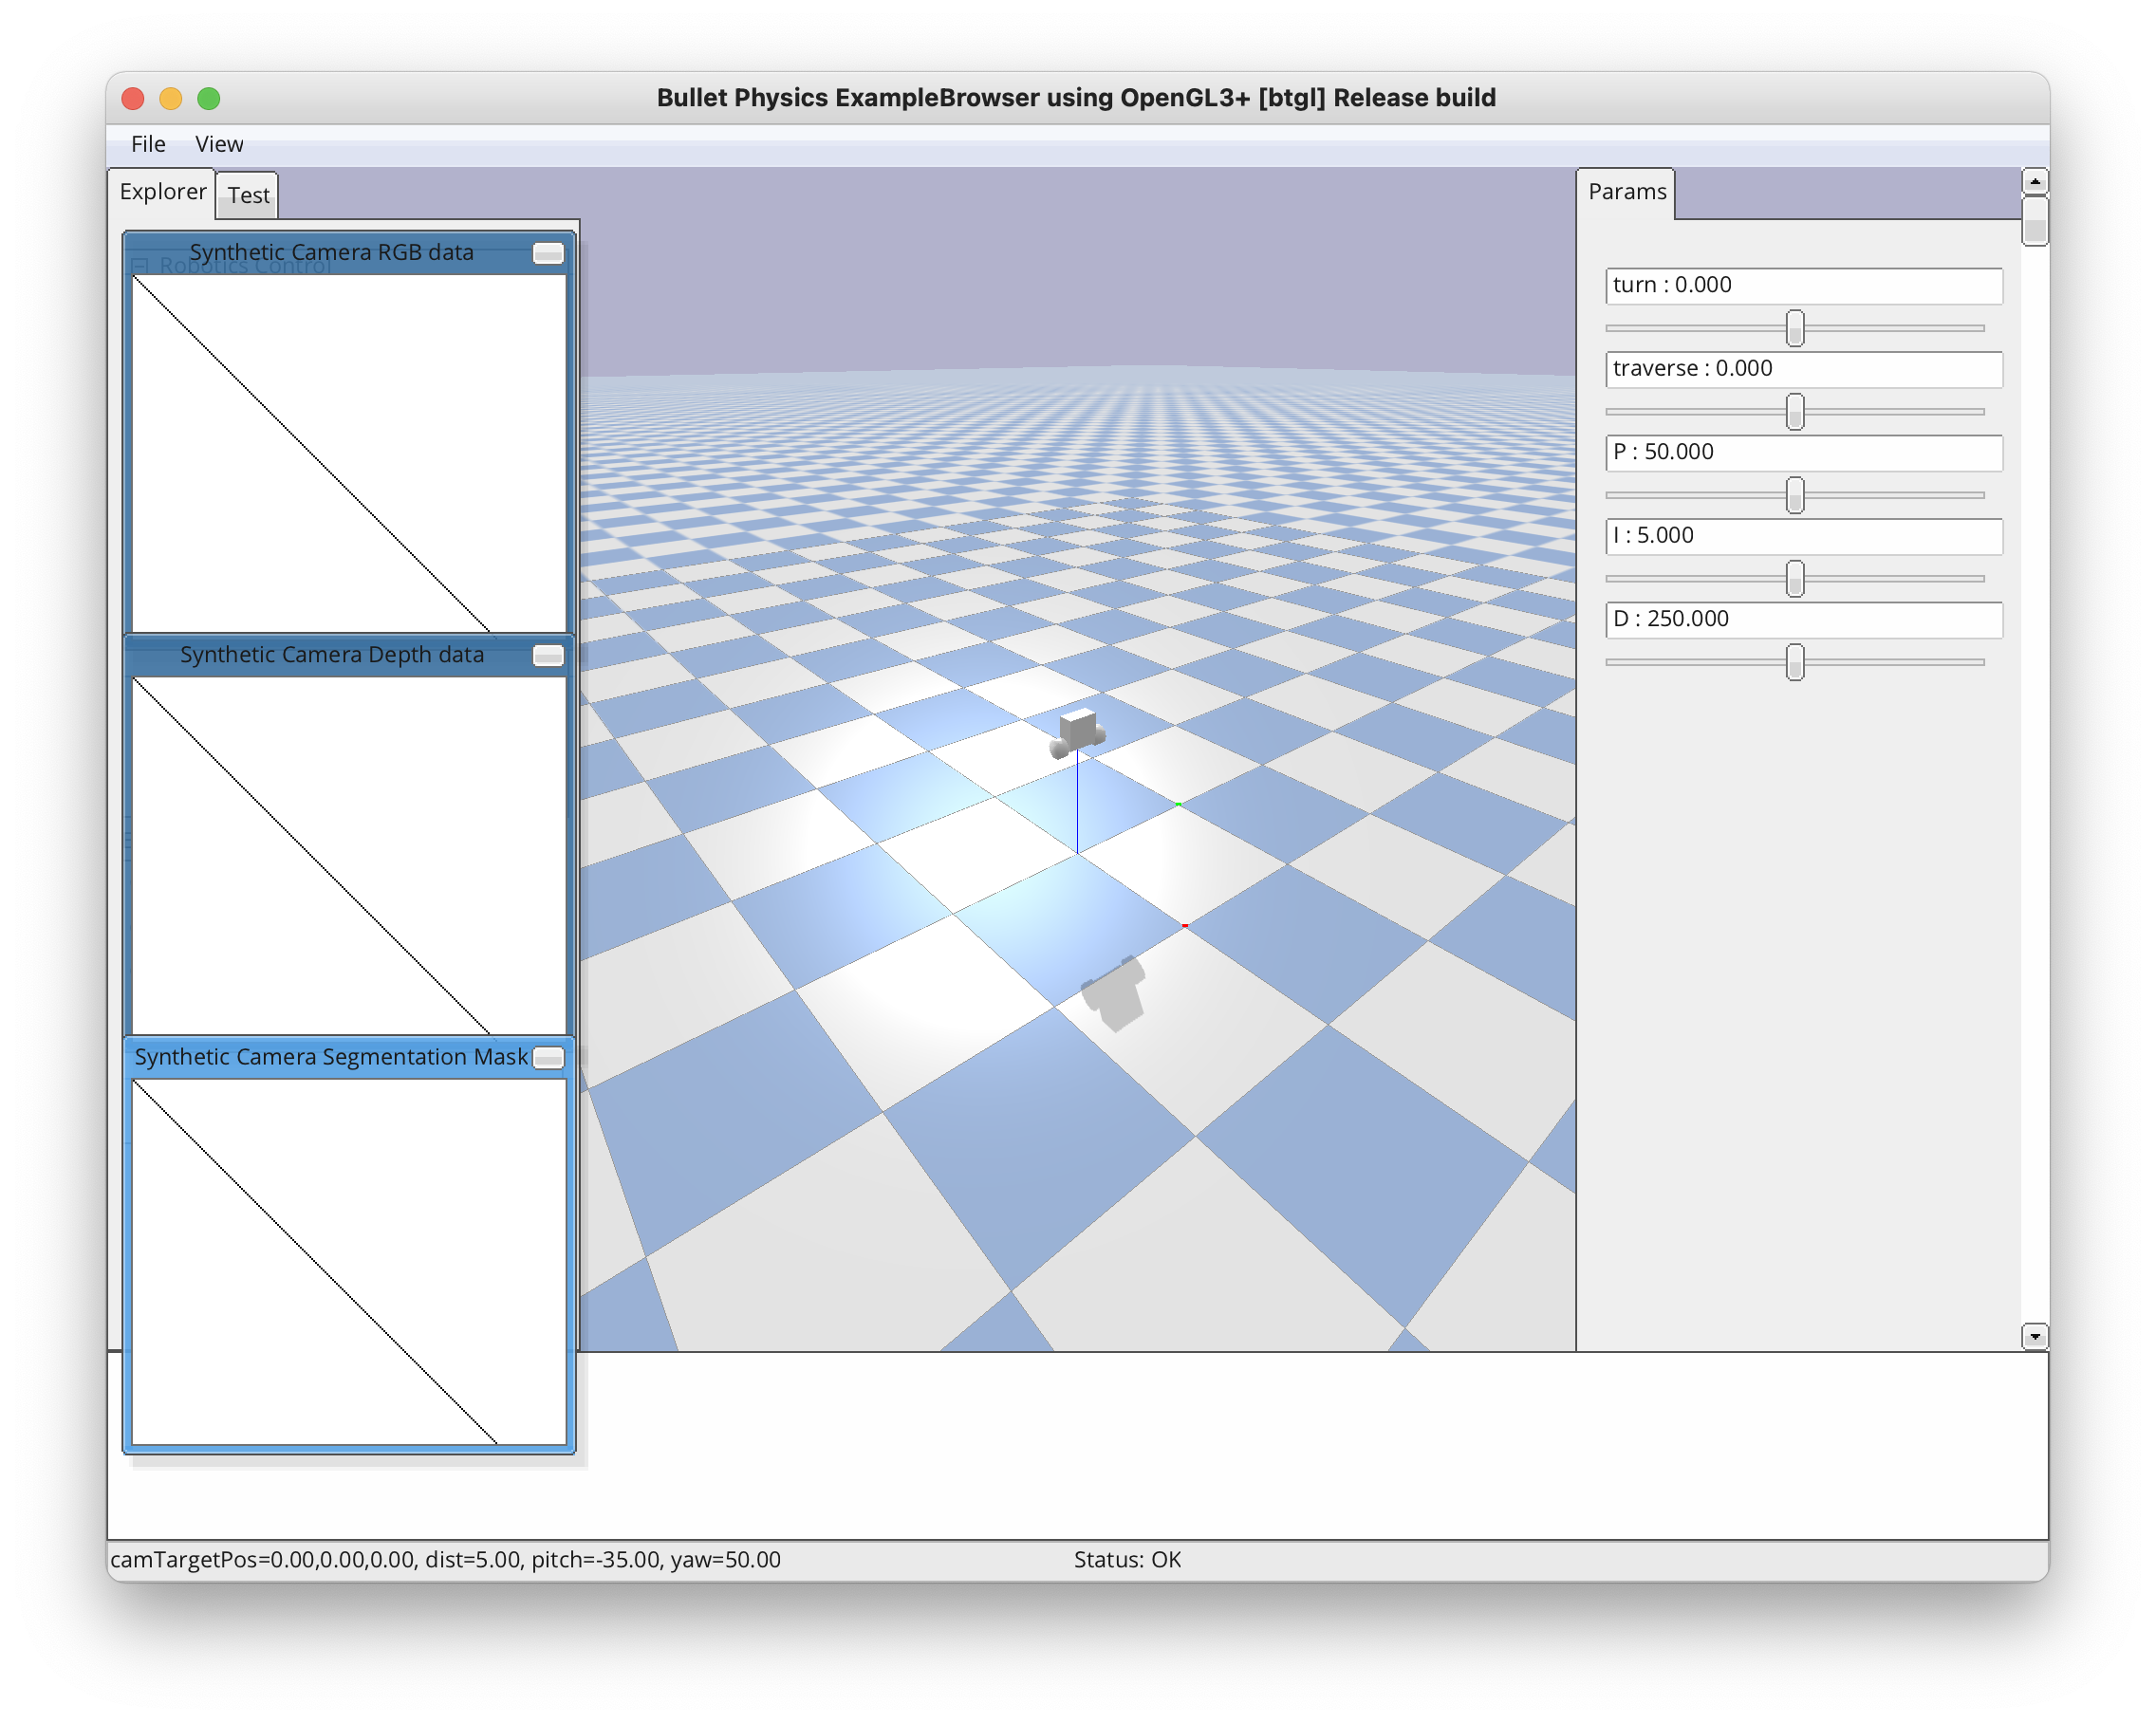 Bullet Physics ExampleBrowser using OpenGL3+ [btgl] Release build
File View
Explorer Test
Params
Synthetic Camera RGB data
Robotics Control
turn : 0.000
traverse : 0.000
P : 50.000
I : 5.000
D : 250.000
Synthetic Camera Depth data
Synthetic Camera Segmentation Mask
camTargetPos=0.00,0.00,0.00, dist=5.00, pitch=-35.00, yaw=50.00
Status: OK